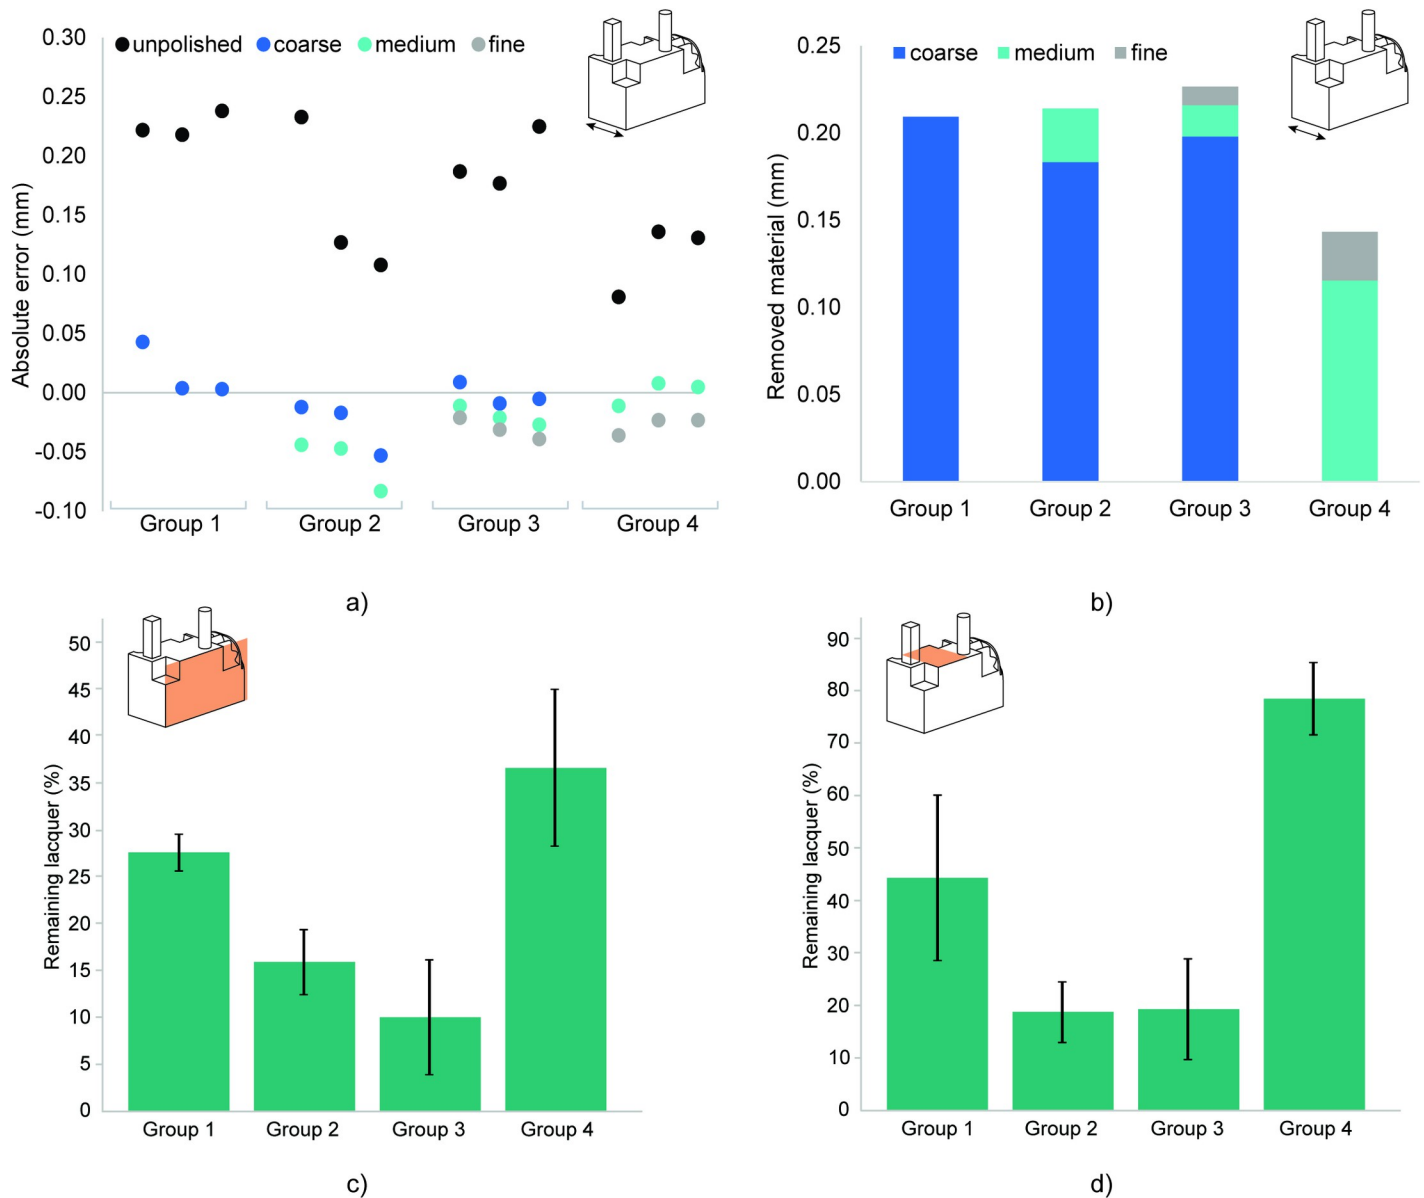 Absolute error (mm)
0.30
0.25
0.20
0.15
0.10
0.05
0.00
-0.05
-0.10
unpolished coarse medium fine
Group 1 Group 2 Group 3 Group 4
a)
Removed material (mm)
0.25
0.20
0.15
0.10
0.05
0.00
coarse medium fine
Group 1 Group 2 Group 3 Group 4
b)
Remaining lacquer (%)
50
45
40
35
30
25
20
15
10
5
0
Group 1 Group 2 Group 3 Group 4
c)
Remaining lacquer (%)
90
80
70
60
50
40
30
20
10
0
Group 1 Group 2 Group 3 Group 4
d)